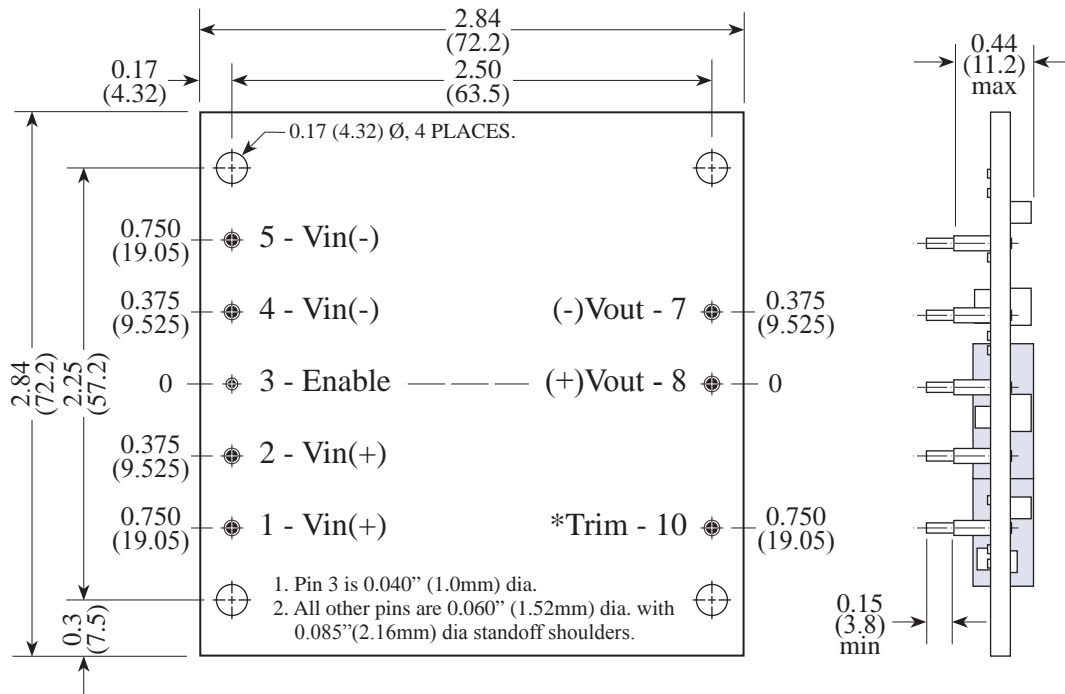 2.84
(72.2)
0.44
(11.2)
max
0.17
(4.32)
2.50
(63.5)
0.17 (4.32) Ø, 4 PLACES.
0.750
(19.05)
5 - Vin(-)
0.375
(9.525)
4 - Vin(-)
(-)Vout - 7
0.375
(9.525)
2.84
(72.2)
2.25
(57.2)
0
3 - Enable
(+)Vout - 8
0
0.375
(9.525)
2 - Vin(+)
0.750
(19.05)
1 - Vin(+)
*Trim - 10
0.750
(19.05)
1. Pin 3 is 0.040” (1.0mm) dia.
2. All other pins are 0.060” (1.52mm) dia. with
0.085”(2.16mm) dia standoff shoulders.
0.3
(7.5)
0.15
(3.8)
min